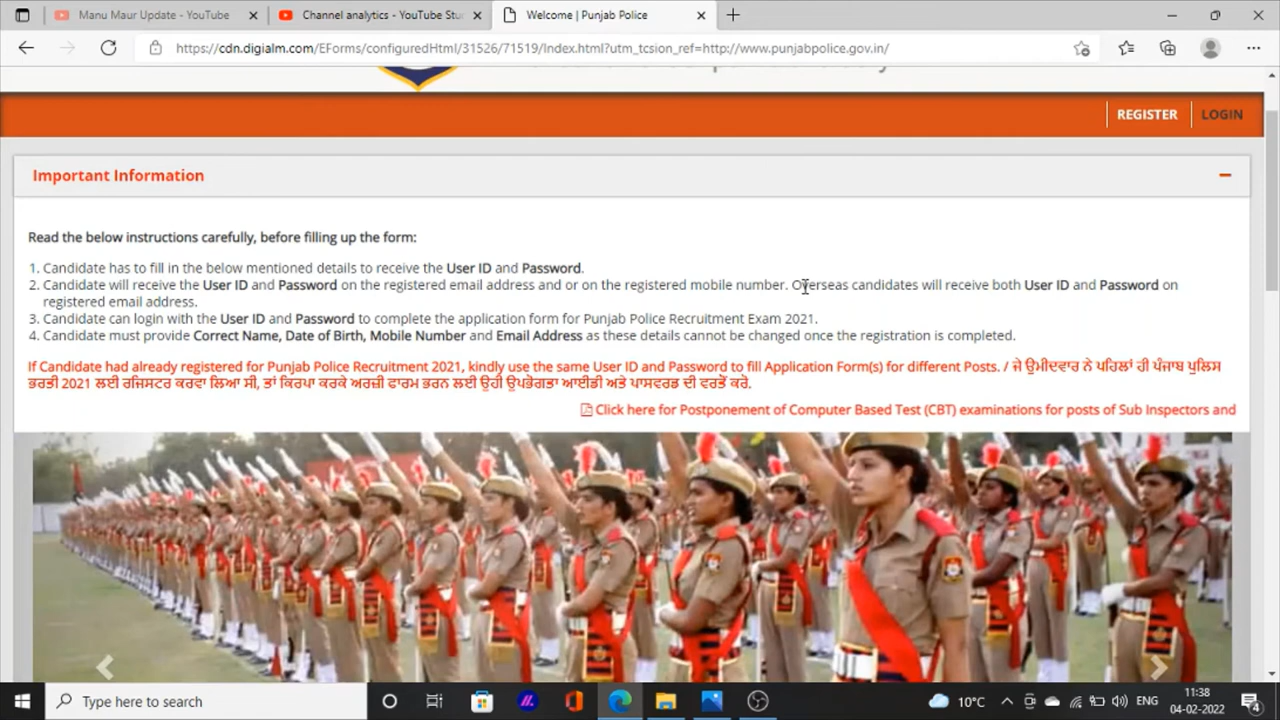 Manu Maur Update - YouTube
Channel analytics - YouTube Stu
Welcome | Punjab Police
https://cdn.digialm.com/EForms/configuredHtml/31526/71519/Index.html?utm_tcsion_ref=http://www.punjabpolice.gov.in/
REGISTER
LOGIN
Important Information
Read the below instructions carefully, before filling up the form:
1. Candidate has to fill in the below mentioned details to receive the User ID and Password.
2. Candidate will receive the User ID and Password on the registered email address and or on the registered mobile number. Overseas candidates will receive both User ID and Password on
registered email address.
3. Candidate can login with the User ID and Password to complete the application form for Punjab Police Recruitment Exam 2021.
4. Candidate must provide Correct Name, Date of Birth, Mobile Number and Email Address as these details cannot be changed once the registration is completed.
If Candidate had already registered for Punjab Police Recruitment 2021, kindly use the same User ID and Password to fill Application Form(s) for different Posts. / ਜੇ ਉਮੀਦਵਾਰ ਨੇ ਪਹਿਲਾਂ ਹੀ ਪੰਜਾਬ ਪੁਲਿਸ
ਭਰਤੀ 2021 ਲਈ ਰਜਿਸਟਰ ਕਰਵਾ ਲਿਆ ਸੀ, ਤਾਂ ਕਿਰਪਾ ਕਰਕੇ ਅਰਜ਼ੀ ਫਾਰਮ ਭਰਨ ਲਈ ਉਹੀ ਉਪਭੋਗਤਾ ਆਈਡੀ ਅਤੇ ਪਾਸਵਰਡ ਦੀ ਵਰਤੋਂ ਕਰੋ.
Click here for Postponement of Computer Based Test (CBT) examinations for posts of Sub Inspectors and
Type here to search
10°C
ENG
11:38
04-02-2022
4